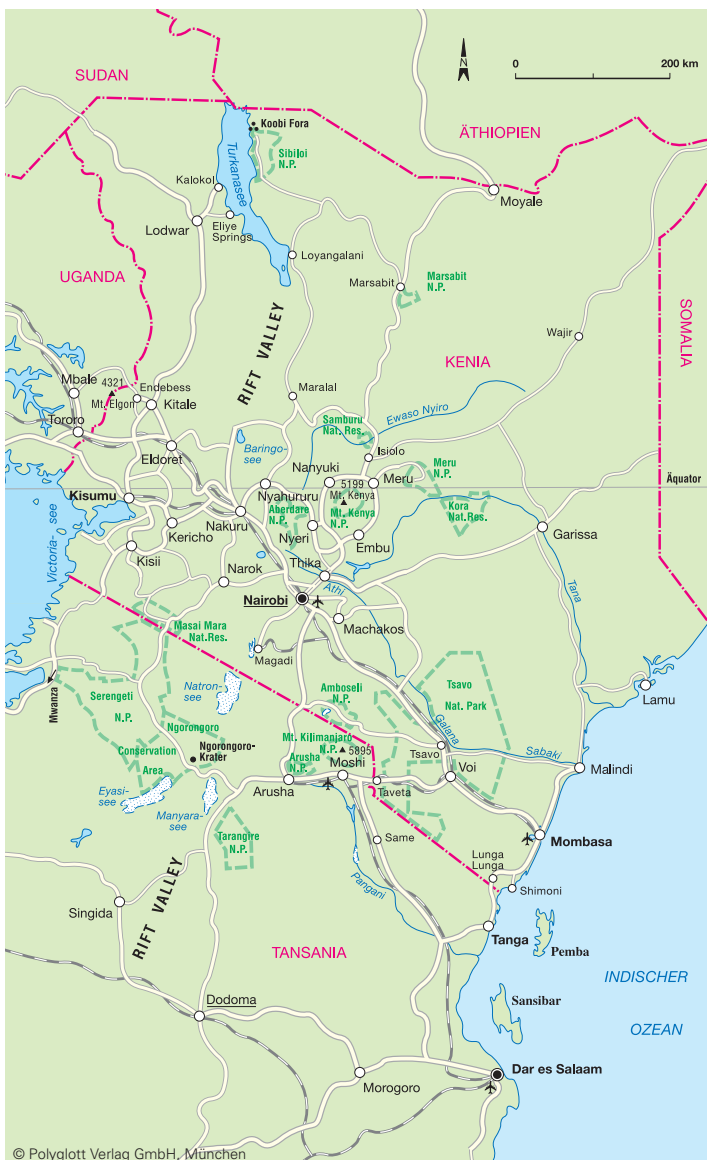 N
0
200 km
SUDAN
Koobi Fora
ÄTHIOPIEN
Sibiloi
N.P.
Turkanasee
Kalokol
Moyale
Lodwar
Eliye
Springs
Loyangalani
UGANDA
Marsabit
Marsabit
N.P.
SOMALIA
RIFT VALLEY
Wajir
KENIA
Mbale
4321
Endebess
Mt. Elgon
Kitale
Maralal
Ewaso Nyiro
Tororo
Samburu
Nat. Res.
Baringo-
see
Eldoret
Isiolo
Nanyuki
Meru
N.P.
5199
Meru
Äquator
Kisumu
Nyahururu
Mt. Kenya
Aberdare
N.P.
Mt. Kenya
N.P.
Kora
Nat.Res.
Nakuru
Kericho
Nyeri
Garissa
Victoria-
see
Embu
Kisii
Thika
Narok
Athi
Tana
Nairobi
Masai Mara
Nat.Res.
Machakos
Magadi
Mwanza
Natron-
see
Amboseli
N.P.
Tsavo
Nat. Park
Lamu
Serengeti
N.P.
Ngorongoro
Galana
Mt. Kilimanjaro
N.P.
5895
Conservation
Area
Ngorongoro-
Krater
Tsavo
Sabaki
Arusha
N.P.
Moshi
Voi
Malindi
Eyasi-
see
Arusha
Taveta
Manyara-
see
Tarangire
N.P.
Same
Mombasa
Lunga
Lunga
Pangani
Shimoni
RIFT VALLEY
Singida
Tanga
Pemba
TANSANIA
INDISCHER
OZEAN
Sansibar
Dodoma
Dar es Salaam
Morogoro
© Polyglott Verlag GmbH, München